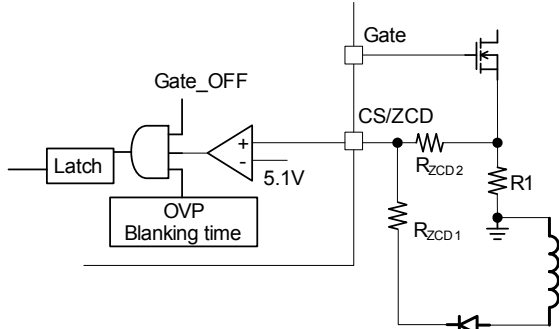 Gate
Gate_OFF
CS/ZCD
+
-
5.1V
Latch
RZCD2
R1
OVP
Blanking time
RZCD1